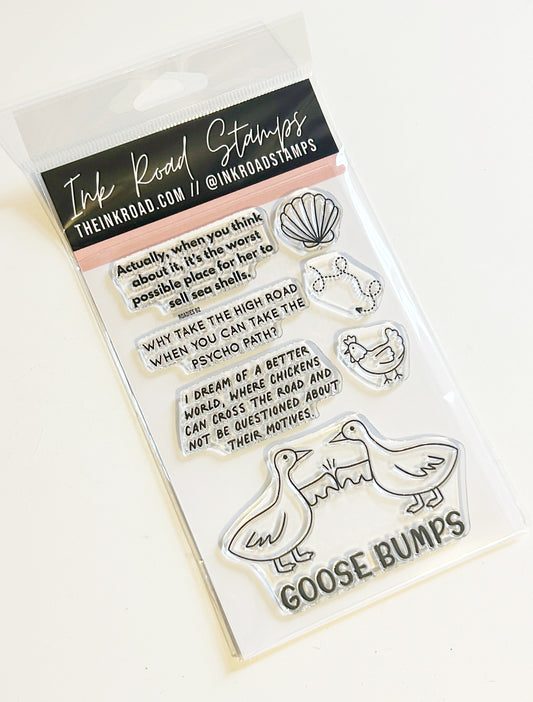 Ink Road Stamps
THEINKROAD.COM // @INKROADSTAMPS
Actually, when you think
about it, it's the worst
possible place for her to
sell sea shells.
ROADIES 82
WHY TAKE THE HIGH ROAD
WHEN YOU CAN TAKE THE
PSYCHO PATH?
I DREAM OF A BETTER
WORLD, WHERE CHICKENS
CAN CROSS THE ROAD AND
NOT BE QUESTIONED ABOUT
THEIR MOTIVES.
GOOSE BUMPS